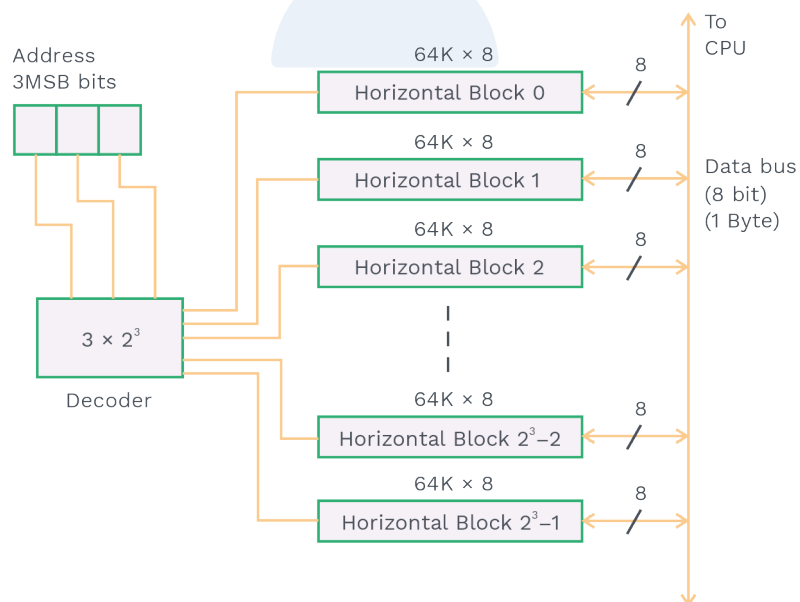 Address
3MSB bits
64K × 8
Horizontal Block 0
8
To
CPU
64K × 8
Horizontal Block 1
8
Data bus
(8 bit)
(1 Byte)
64K × 8
Horizontal Block 2
8
3 × 2³
Decoder
64K × 8
Horizontal Block 2³–2
8
64K × 8
Horizontal Block 2³–1
8